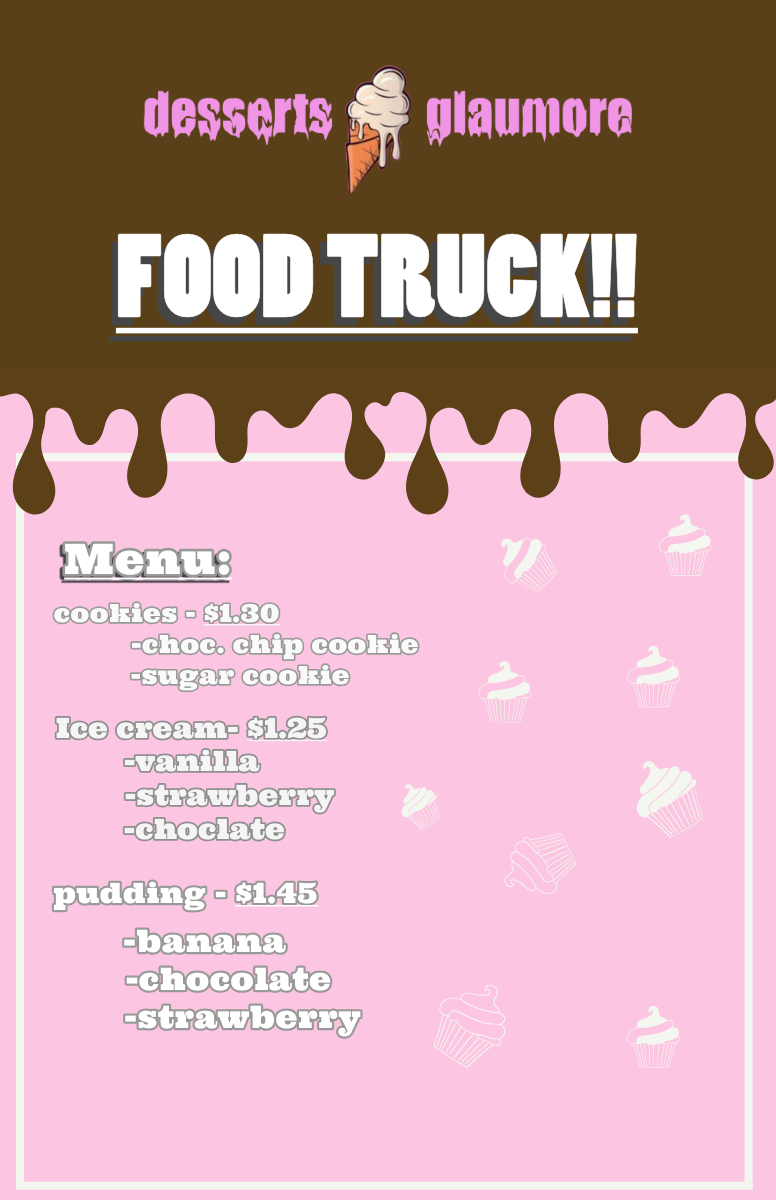 desserts glaumore
FOOD TRUCK!!
Menu:
cookies - $1.30
-choc. chip cookie
-sugar cookie
Ice cream- $1.25
-vanilla
-strawberry
-choclate
pudding - $1.45
-banana
-chocolate
-strawberry